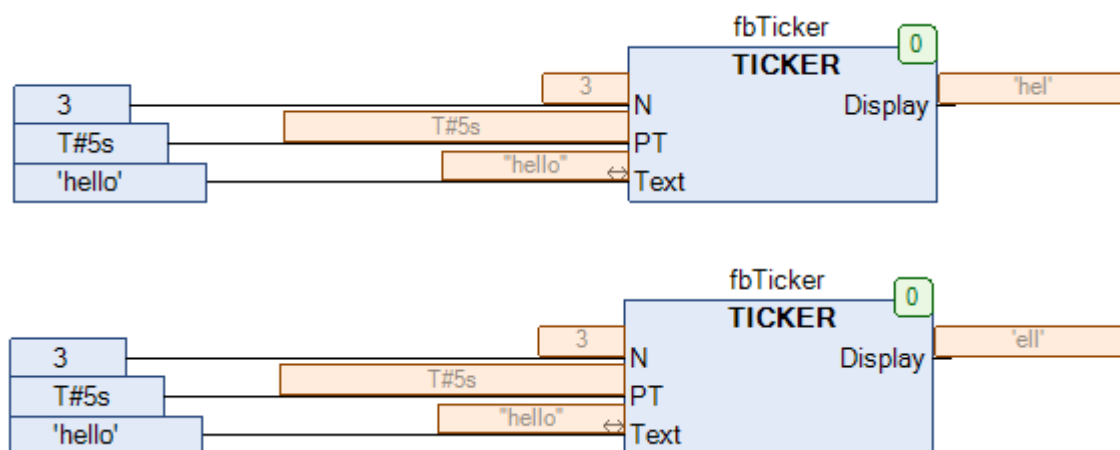 fbTicker
0
TICKER
3
'hel'
3
N
Display
T#5s
T#5s
PT
"hello"
'hello'
Text
fbTicker
0
TICKER
3
'ell'
3
N
Display
T#5s
T#5s
PT
"hello"
'hello'
Text